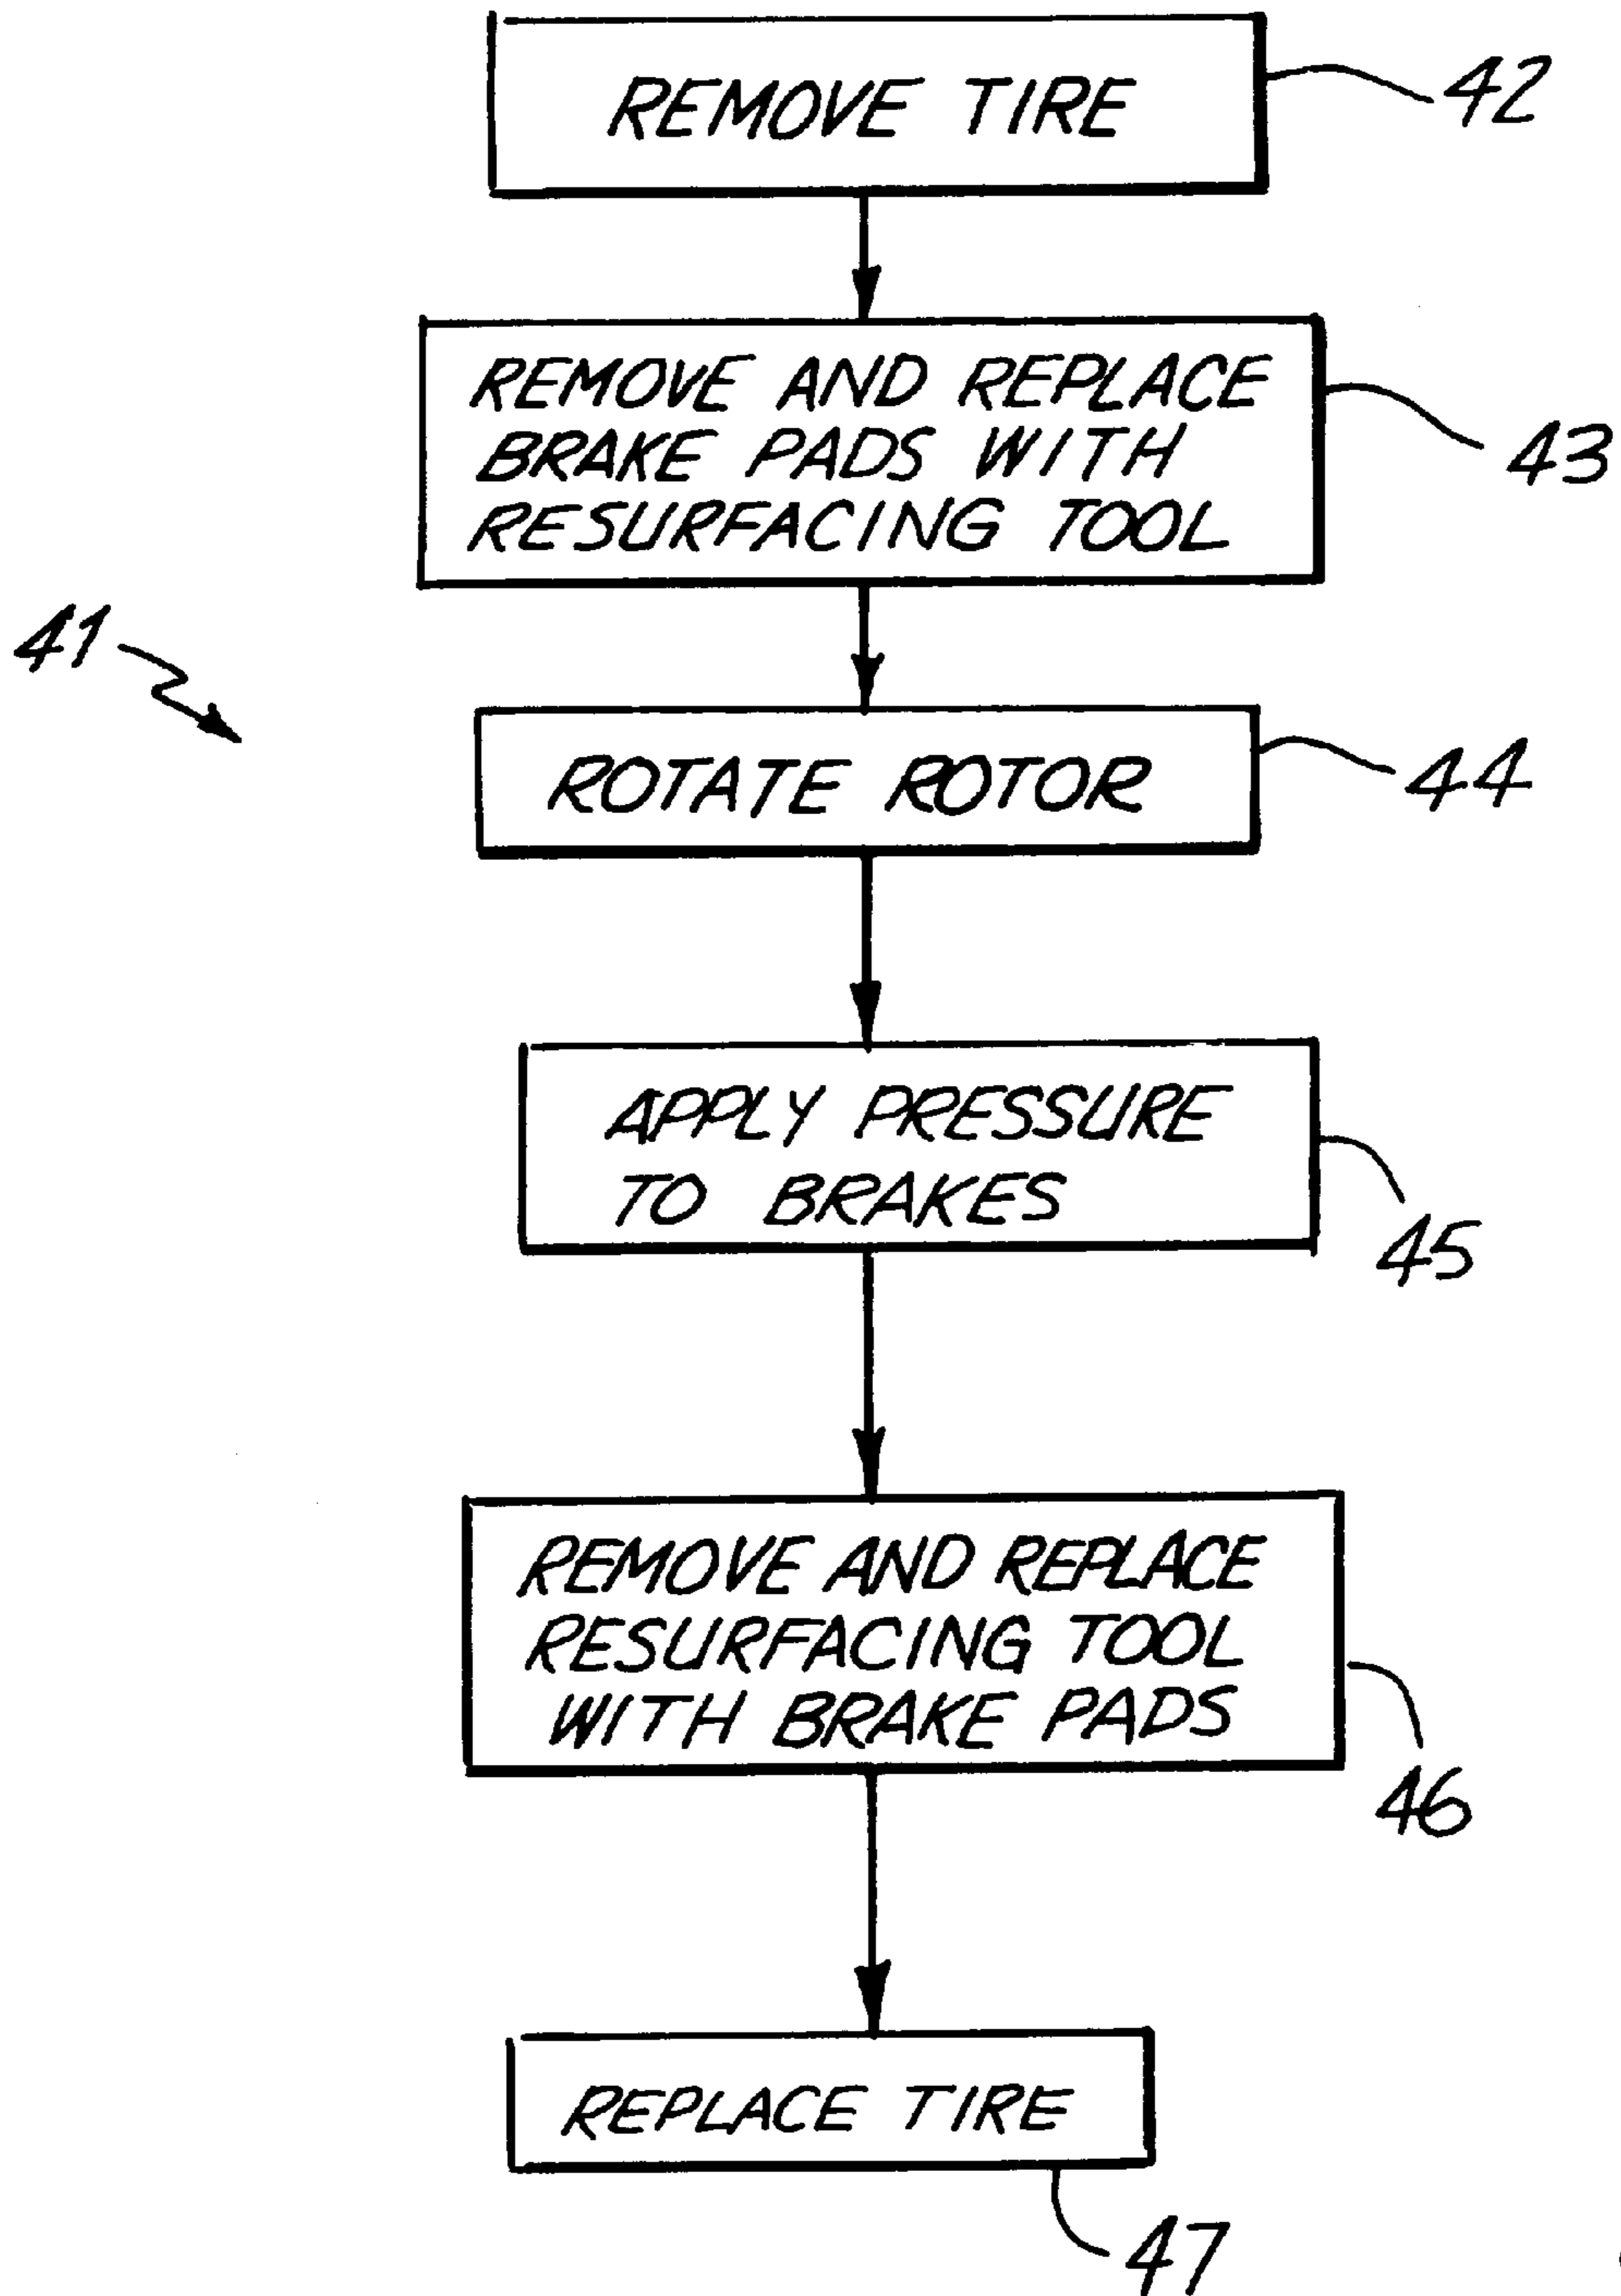 REMOVE TIRE
42
REMOVE AND REPLACE
BRAKE PADS WITH
RESURFACING TOOL
43
41
ROTATE ROTOR
44
APPLY PRESSURE
TO BRAKES
45
REMOVE AND REPLACE
RESURFACING TOOL
WITH BRAKE PADS
46
REPLACE TIRE
47